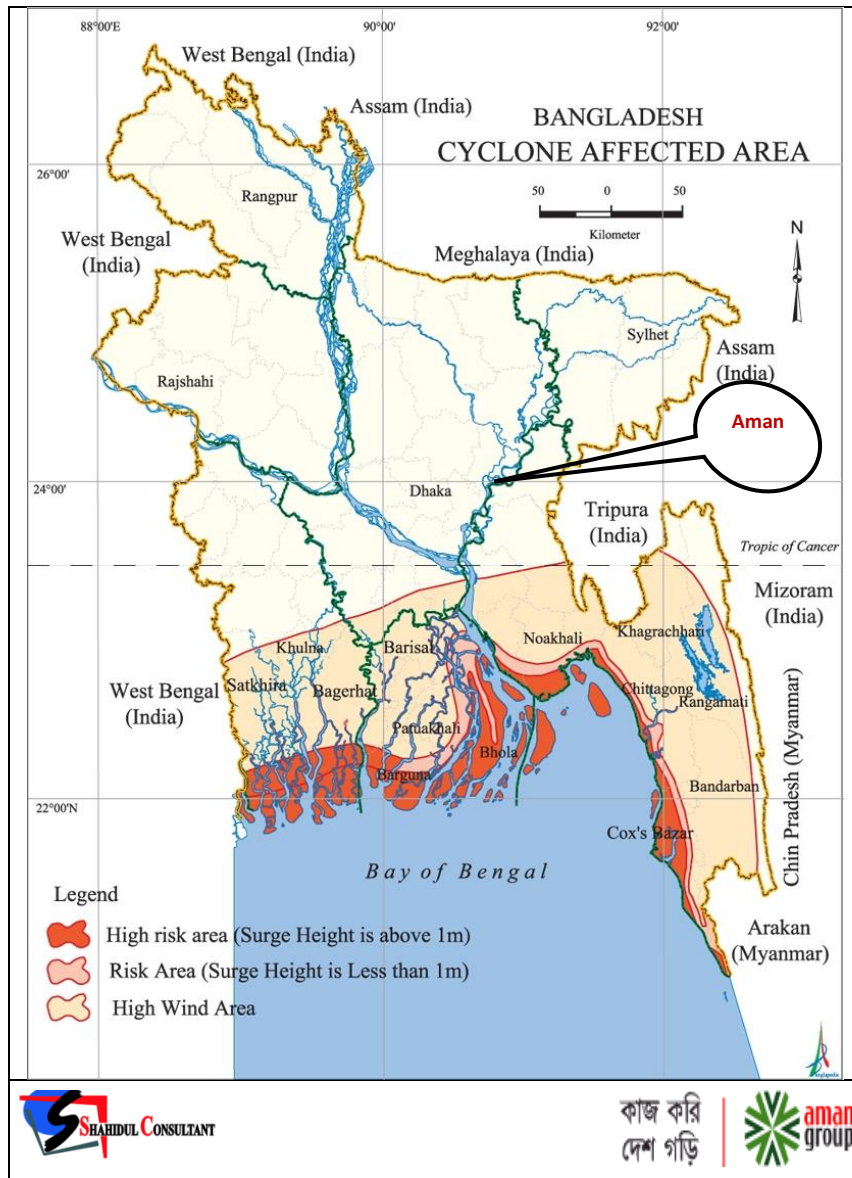 88°00'E
90°00'
92°00'
West Bengal (India)
Assam (India)
BANGLADESH
CYCLONE AFFECTED AREA
26°00'
50
0
50
Kilometer
Rangpur
N
West Bengal
(India)
Meghalaya (India)
Sylhet
Assam
(India)
Rajshahi
Aman
24°00'
Dhaka
Tripura
(India)
Tropic of Cancer
Mizoram
(India)
Noakhali
Khagrachhari
Khulna
Barisal
Satkhira
Bagerhat
West Bengal
(India)
Chittagong
Rangamati
Patuakhali
Bhola
Barguna
Bandarban
22°00'N
Chin Pradesh (Myanmar)
Cox's Bazar
Bay of Bengal
Legend
High risk area (Surge Height is above 1m)
Risk Area (Surge Height is Less than 1m)
High Wind Area
Arakan
(Myanmar)
SHAHIDUL CONSULTANT
কাজ করি
দেশ গড়ি
aman
group